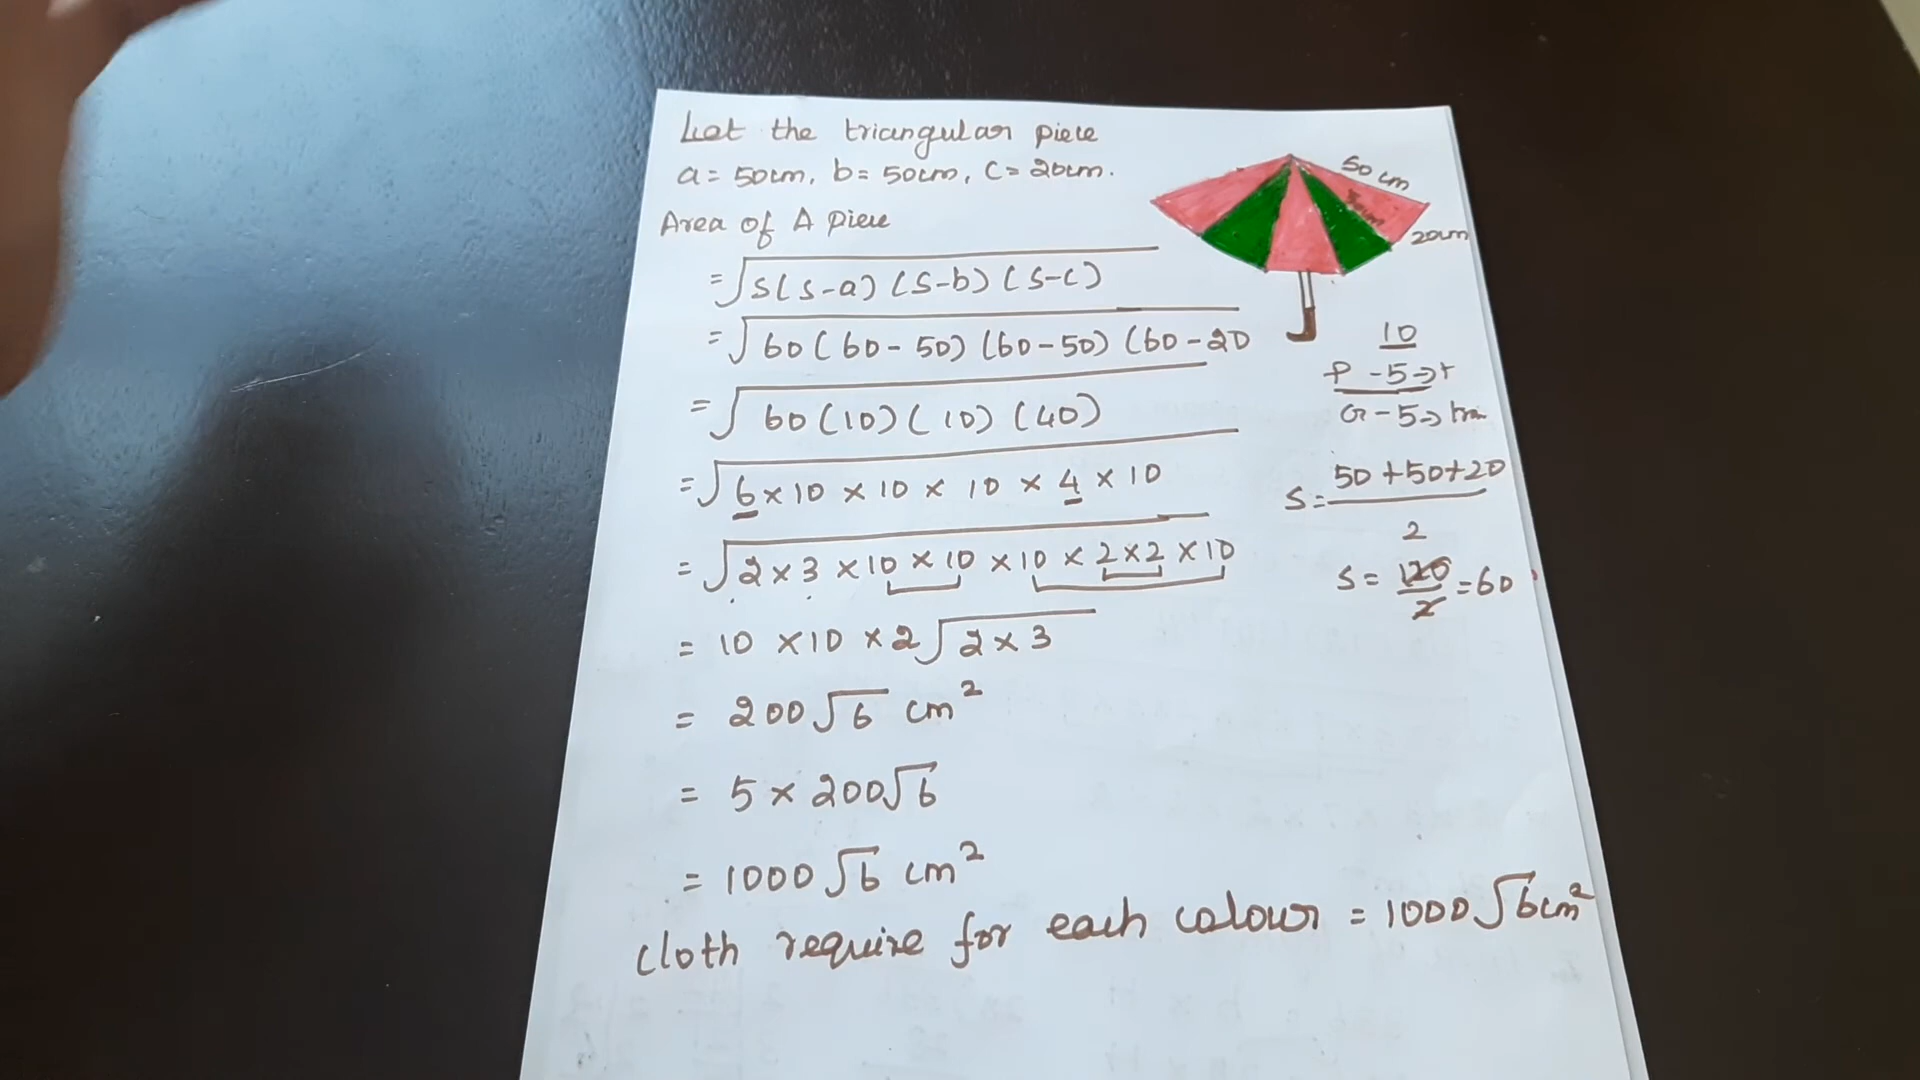 Let the triangular piece
a = 50cm, b = 50cm, c = 20cm.
Area of A piece
= √s(s-a) (s-b) (s-c)
= √60 (60 - 50) (60 - 50) (60 - 20
= √60 (10) (10) (40)
= √6 × 10 × 10 × 10 × 4 × 10
= √2 × 3 × 10 × 10 × 10 × 2 × 2 × 10
= 10 × 10 × 2√2 × 3
= 200√6 cm²
= 5 × 200√6
= 1000√6 cm²
cloth require for each colour = 1000√6cm²
50 cm
20cm
10
P - 5 →
G - 5 →
S = 50 + 50 + 20 / 2
S = 120 / 2 = 60